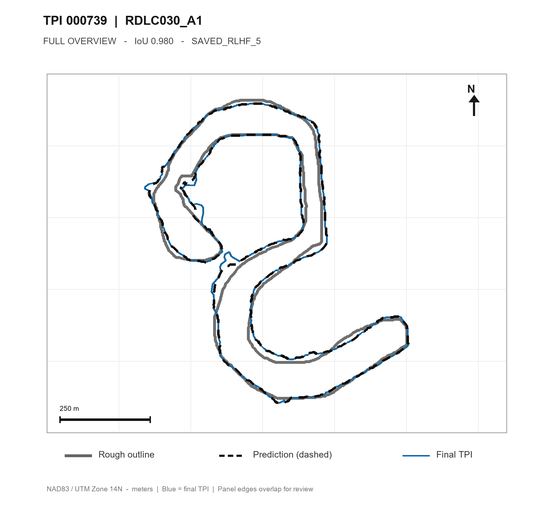 TPI 000739 | RDLC030_A1
FULL OVERVIEW - IoU 0.980 - SAVED_RLHF_5
N
250 m
Rough outline Prediction (dashed) Final TPI
NAD83 / UTM Zone 14N - meters | Blue = final TPI | Panel edges overlap for review